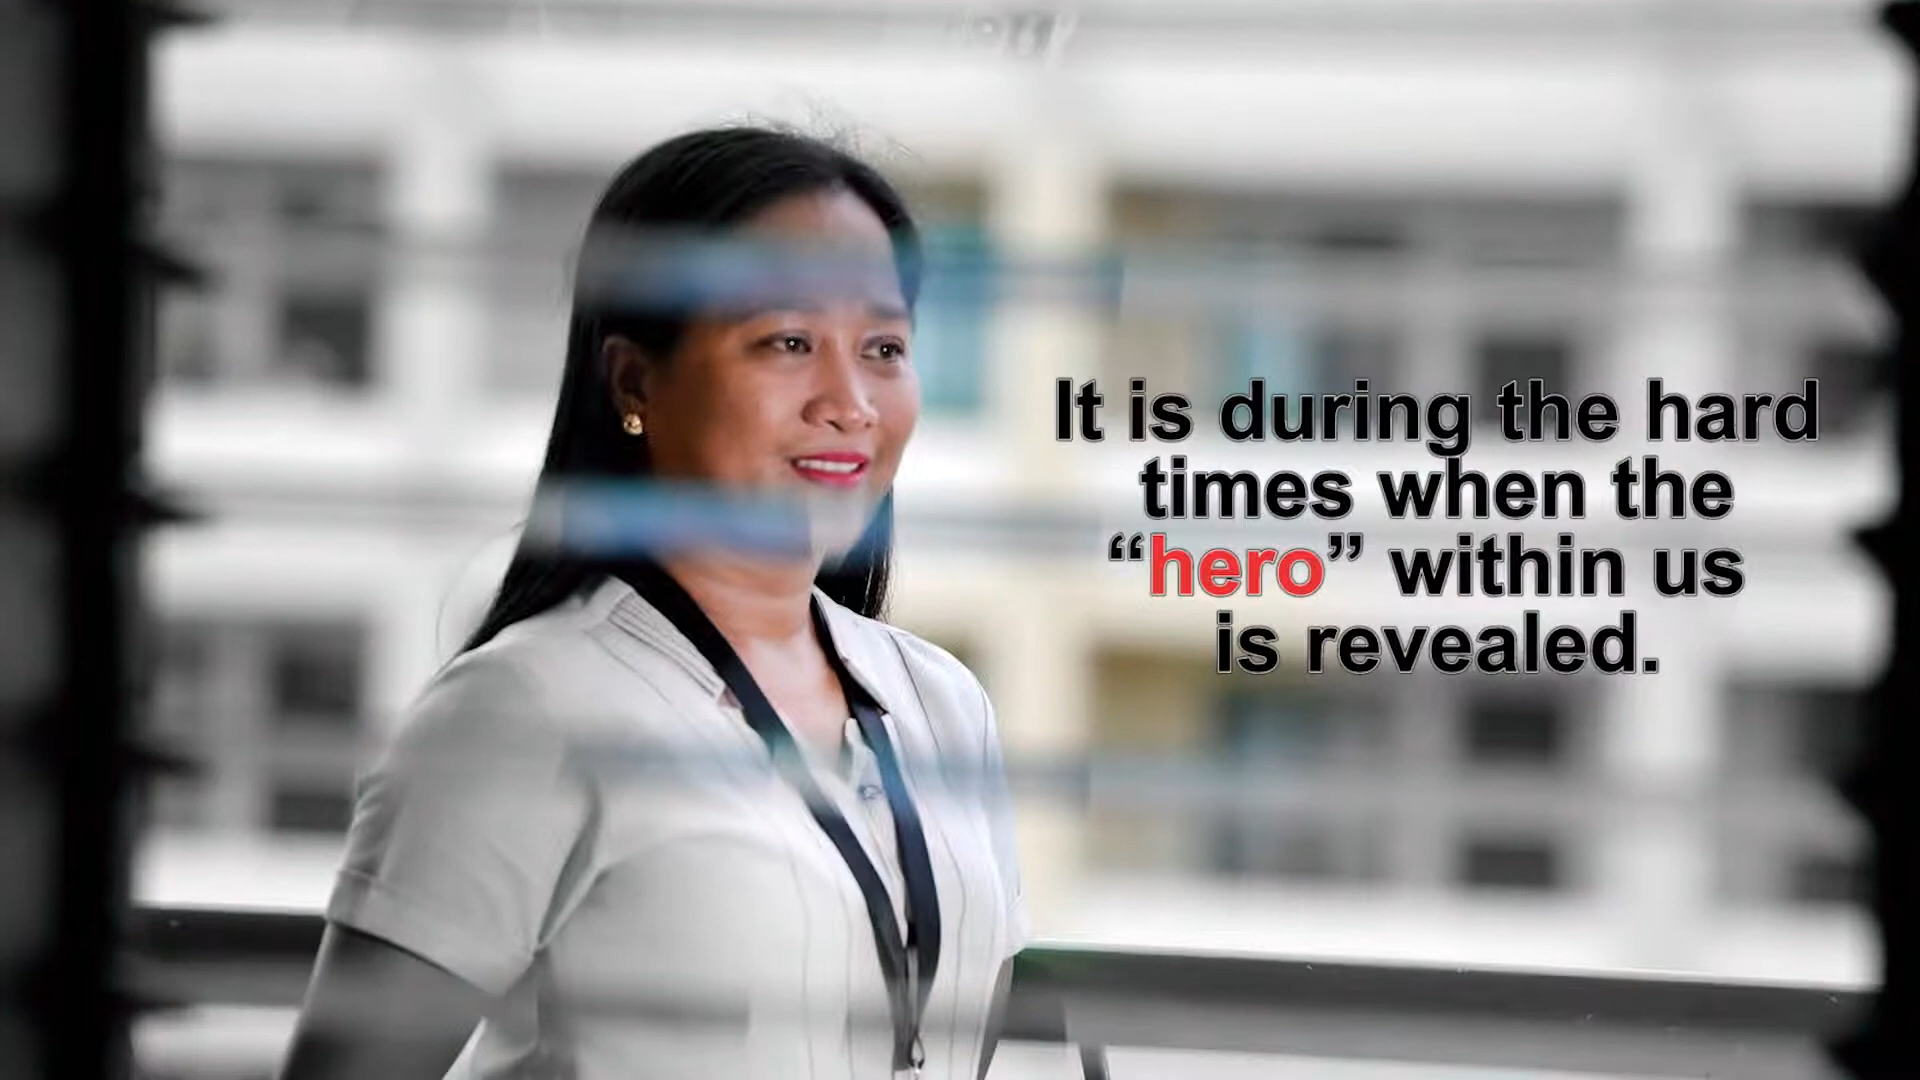 It is during the hard
times when the
“hero” within us
is revealed.